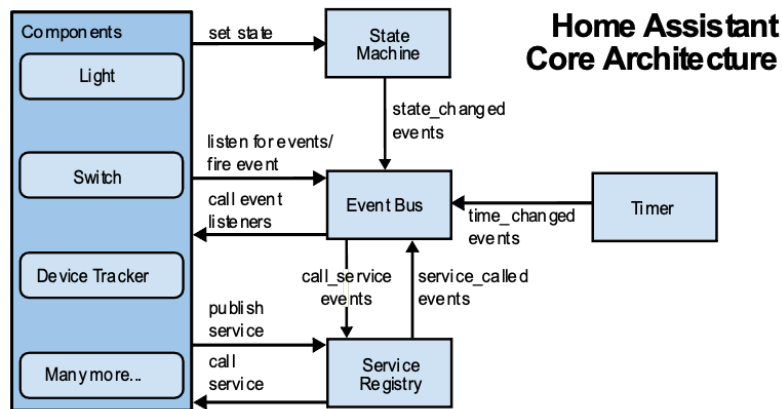 Home Assistant
Core Architecture
Components
Light
Switch
Device Tracker
Many more...
set state
State
Machine
state_changed
events
listen for events/
fire event
call event
listeners
Event Bus
time_changed
events
Timer
call_service
events
service_called
events
publish
service
call
service
Service
Registry